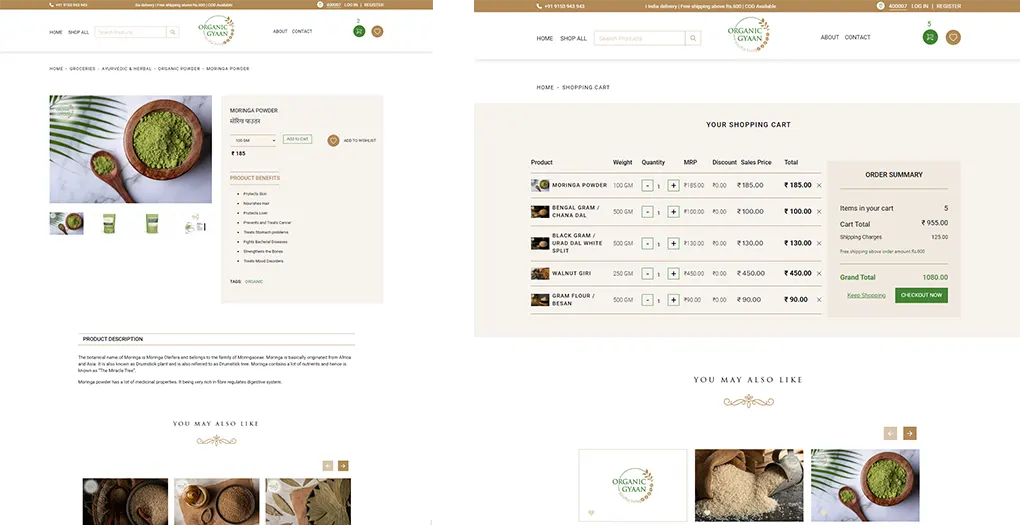 +91 9150 943 943
Dia delivery | Free shipping above Rs.600 | COD Available
400067 LOG IN | REGISTER
HOME SHOP ALL
Search Products
ORGANIC
GYAAN
ABOUT CONTACT
2
HOME - GROCERIES - AYURVEDIC & HERBAL - ORGANIC POWDER - MORINGA POWDER
MORINGA POWDER
मोरिंगा पाउडर
100 GM
Add to Cart
ADD TO WISHLIST
₹ 185
PRODUCT BENEFITS
Protects Skin
Nourishes Hair
Protects Liver
Prevents and Treats Cancer
Treats Stomach problems
Fights Bacterial Diseases
Strengthens the Bones
Treats Mood Disorders
TAGS: ORGANIC
PRODUCT DESCRIPTION
The botanical name of Moringa is Moringa Oleifera and belongs to the family of Moringaceae. Moringa is basically originated from Africa
and Asia. It is also known as Drumstick plant and is also referred to as Drumstick tree. Moringa contains a lot of nutrients and hence is
known as "The Miracle Tree".
Moringa powder has a lot of medicinal properties. It being very rich in fibre regulates digestive system.
YOU MAY ALSO LIKE
+91 9150 943 943
l India delivery | Free shipping above Rs.600 | COD Available
400067 LOG IN | REGISTER
HOME SHOP ALL
Search Products
ORGANIC
GYAAN
ABOUT CONTACT
5
HOME - SHOPPING CART
YOUR SHOPPING CART
Product Weight Quantity MRP Discount Sales Price Total
MORINGA POWDER 100 GM - 1 + ₹185.00 ₹0.00 ₹ 185.00 ₹ 185.00 ×
BENGAL GRAM /
CHANA DAL 500 GM - 1 + ₹100.00 ₹0.00 ₹ 100.00 ₹ 100.00 ×
BLACK GRAM /
URAD DAL WHITE
SPLIT 500 GM - 1 + ₹130.00 ₹0.00 ₹ 130.00 ₹ 130.00 ×
WALNUT GIRI 250 GM - 1 + ₹450.00 ₹0.00 ₹ 450.00 ₹ 450.00 ×
GRAM FLOUR /
BESAN 500 GM - 1 + ₹90.00 ₹0.00 ₹ 90.00 ₹ 90.00 ×
ORDER SUMMARY
Items in your cart 5
Cart Total ₹ 955.00
Shipping Charges 125.00
Free shipping above order amount Rs.600
Grand Total 1080.00
Keep Shopping CHECKOUT NOW
YOU MAY ALSO LIKE
ORGANIC
GYAAN